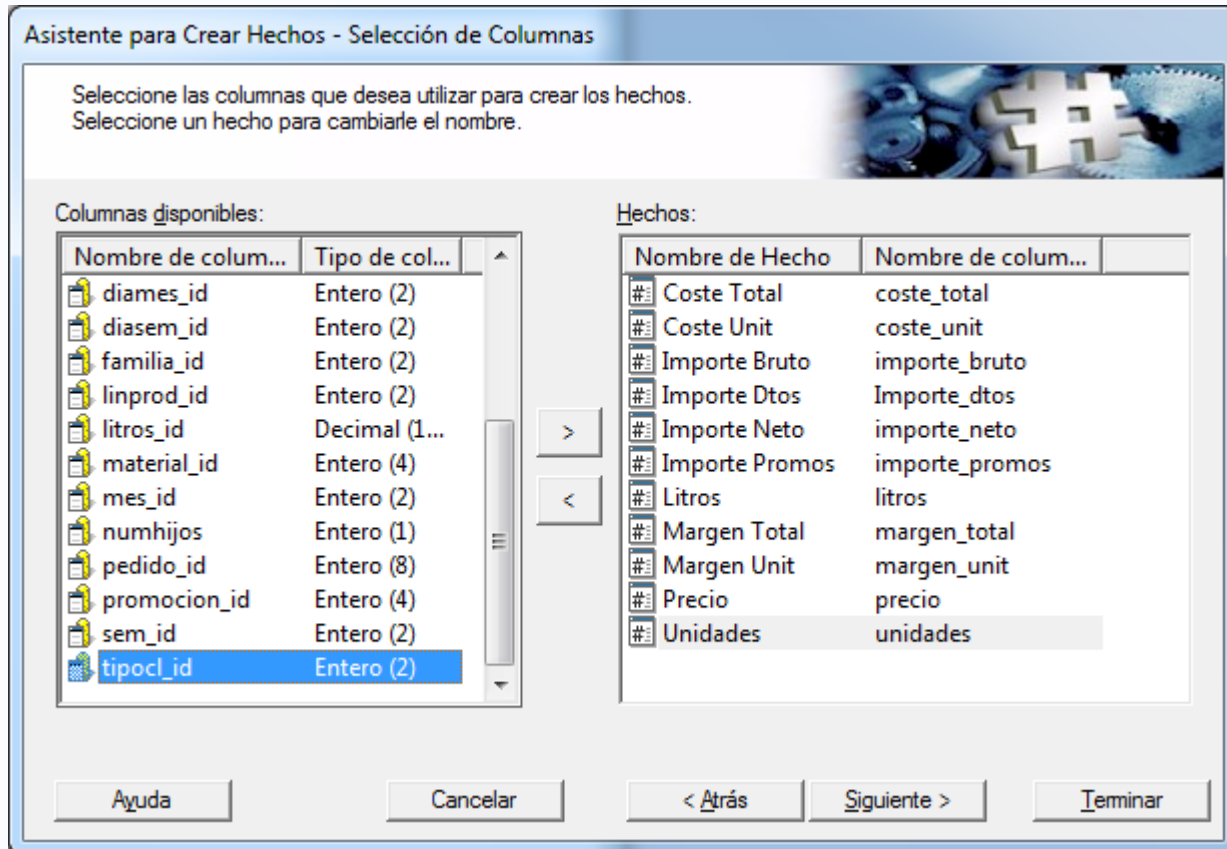 Asistente para Crear Hechos - Selección de Columnas
Seleccione las columnas que desea utilizar para crear los hechos.
Seleccione un hecho para cambiarle el nombre.
Columnas disponibles:
Nombre de colum... Tipo de col...
diames_id Entero (2)
diasem_id Entero (2)
familia_id Entero (2)
linprod_id Entero (2)
litros_id Decimal (1...
material_id Entero (4)
mes_id Entero (2)
numhijos Entero (1)
pedido_id Entero (8)
promocion_id Entero (4)
sem_id Entero (2)
tipocl_id Entero (2)
>
<
Hechos:
Nombre de Hecho Nombre de colum...
Coste Total coste_total
Coste Unit coste_unit
Importe Bruto importe_bruto
Importe Dtos Importe_dtos
Importe Neto importe_neto
Importe Promos importe_promos
Litros litros
Margen Total margen_total
Margen Unit margen_unit
Precio precio
Unidades unidades
Ayuda Cancelar < Atrás Siguiente > Terminar